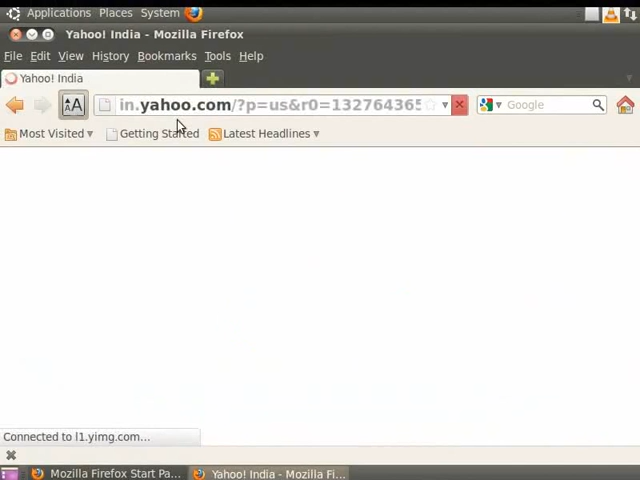 Applications Places System
Yahoo! India - Mozilla Firefox
File Edit View History Bookmarks Tools Help
Yahoo! India
AA in.yahoo.com/?p=us&r0=132764365 Google
Most Visited Getting Started Latest Headlines
Connected to l1.yimg.com...
Mozilla Firefox Start Pa... Yahoo! India - Mozilla Fi...